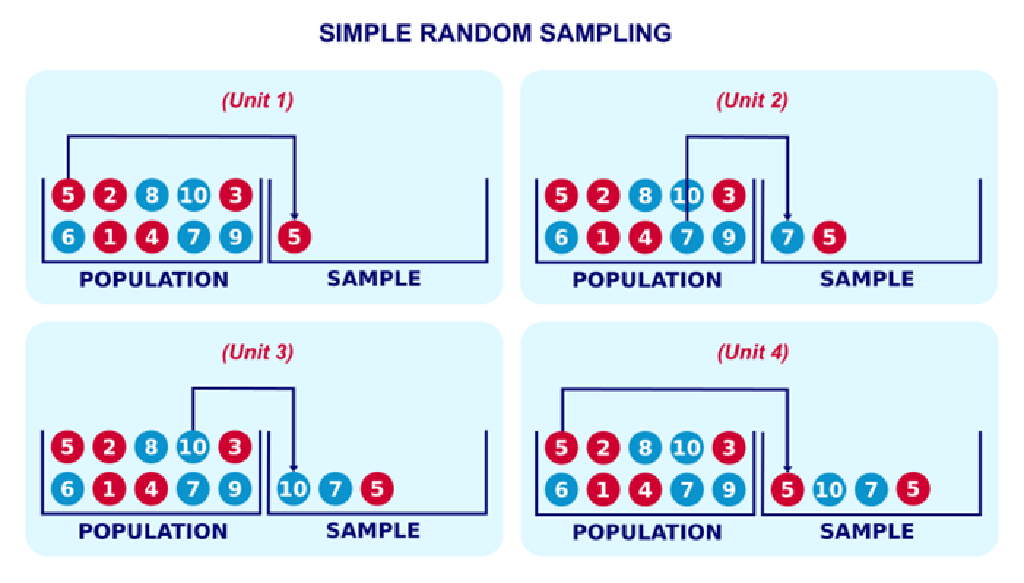 SIMPLE RANDOM SAMPLING
(Unit 1)
5 2 8 10 3
6 1 4 7 9 5
POPULATION SAMPLE
(Unit 2)
5 2 8 10 3
6 1 4 7 9 7 5
POPULATION SAMPLE
(Unit 3)
5 2 8 10 3
6 1 4 7 9 10 7 5
POPULATION SAMPLE
(Unit 4)
5 2 8 10 3
6 1 4 7 9 5 10 7 5
POPULATION SAMPLE